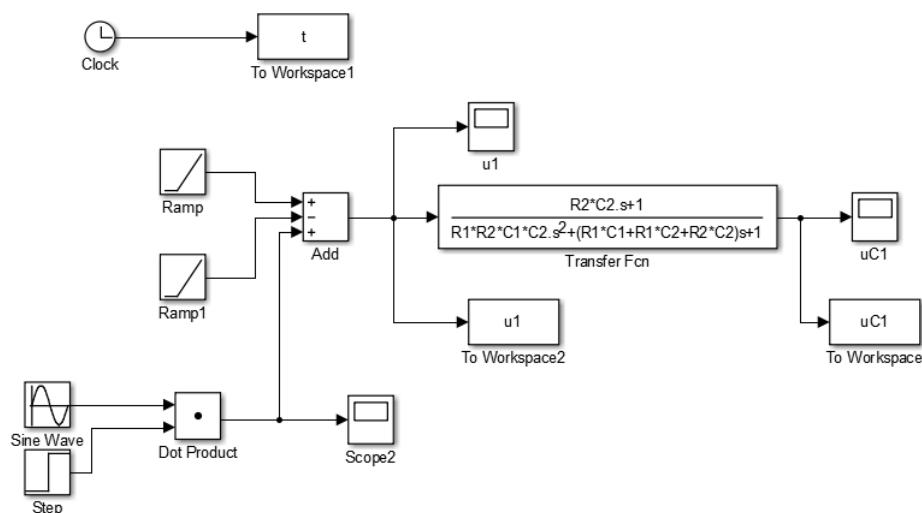 t
Clock
To Workspace1
u1
Ramp
+
−
+
Add
R2*C2.s+1
R1*R2*C1*C2.s2+(R1*C1+R1*C2+R2*C2)s+1
Transfer Fcn
uC1
Ramp1
u1
To Workspace2
uC1
To Workspace
Sine Wave
Dot Product
Scope2
Step